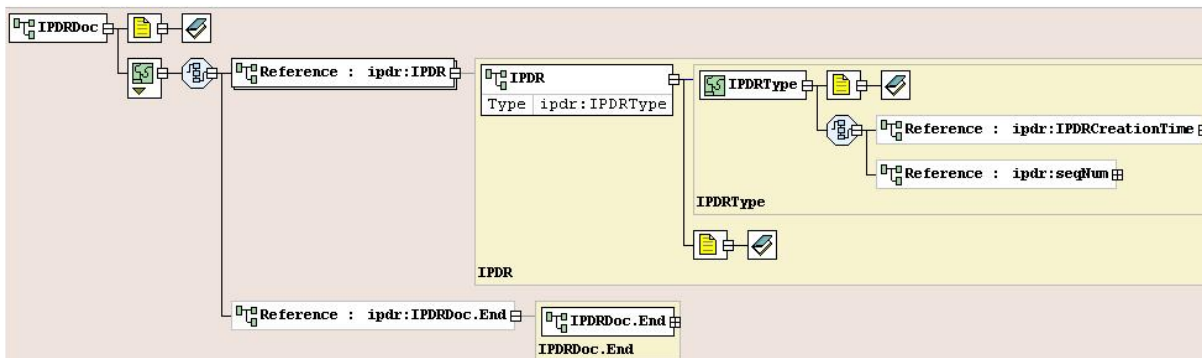 IPDRDoc
Reference : ipdr:IPDR
IPDR
Type ipdr:IPDRType
IPDRType
Reference : ipdr:IPDRCreationTime
Reference : ipdr:seqNum
IPDRType
IPDR
Reference : ipdr:IPDRDoc.End
IPDRDoc.End
IPDRDoc.End